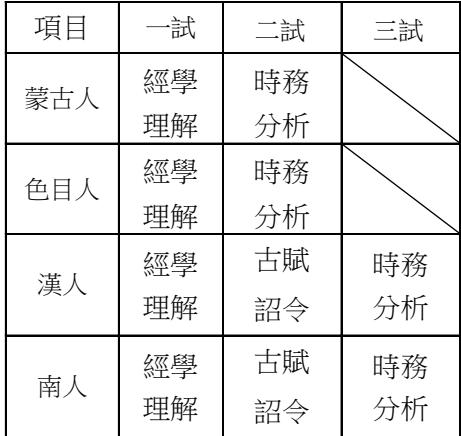 項目 一試 二試 三試
蒙古人 經學理解 時務分析
色目人 經學理解 時務分析
漢人 經學理解 古賦詔令 時務分析
南人 經學理解 古賦詔令 時務分析